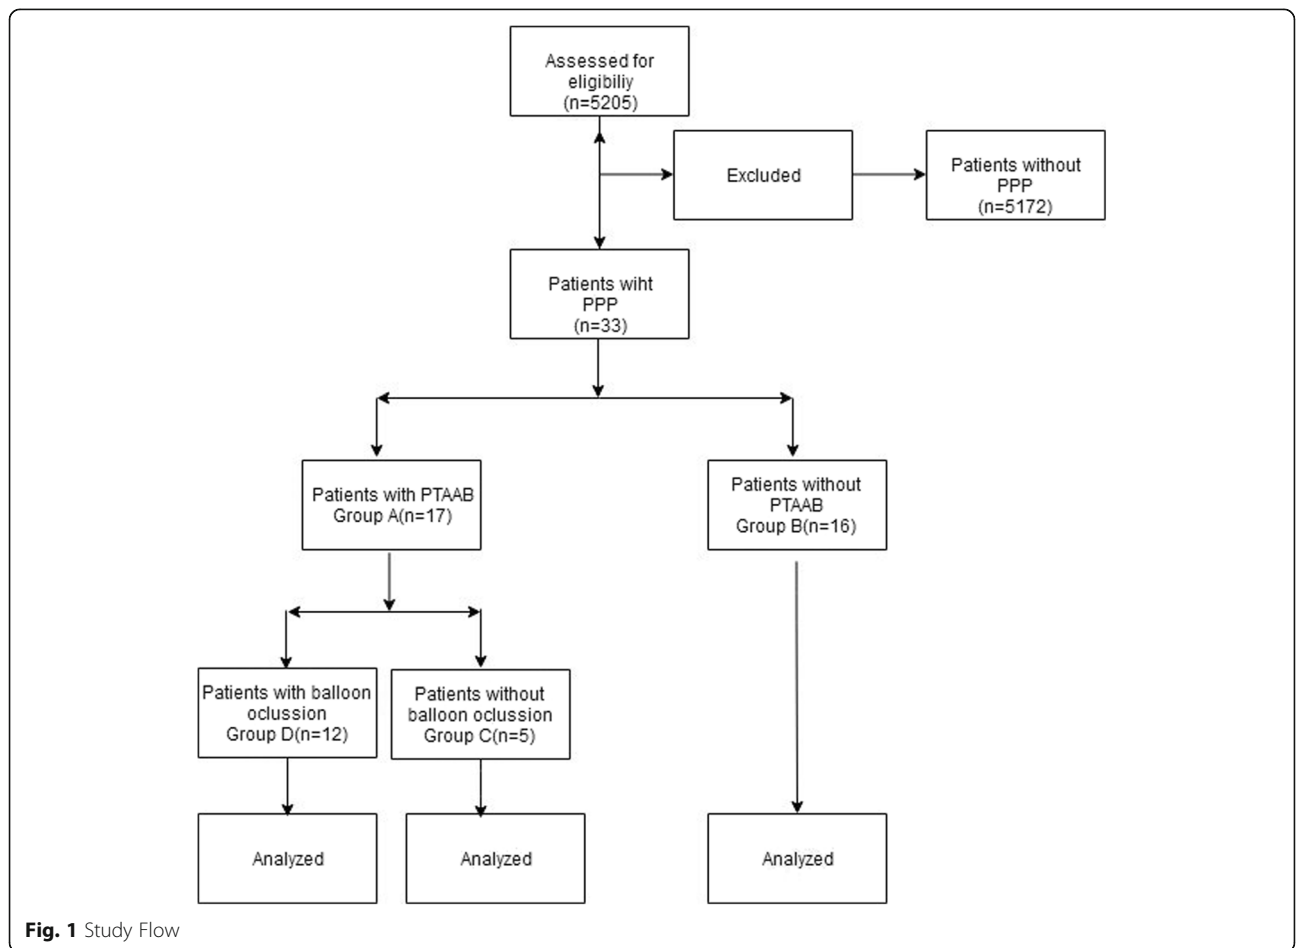 Assessed for
eligibiliy
(n=5205)
Excluded
Patients without
PPP
(n=5172)
Patients wiht
PPP
(n=33)
Patients with PTAAB
Group A(n=17)
Patients without
PTAAB
Group B(n=16)
Patients with balloon
oclussion
Group D(n=12)
Patients without
balloon oclussion
Group C(n=5)
Analyzed
Analyzed
Analyzed
Fig. 1 Study Flow